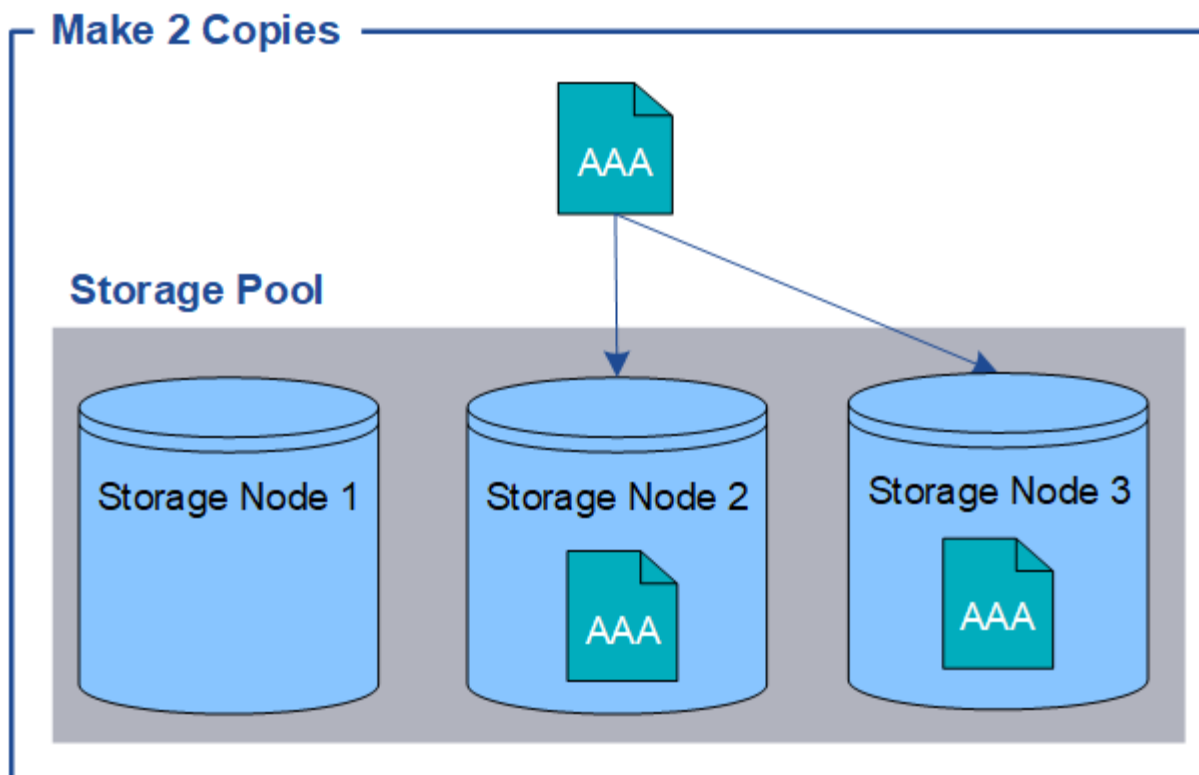 Make 2 Copies
AAA
Storage Pool
Storage Node 1
Storage Node 2
Storage Node 3
AAA
AAA